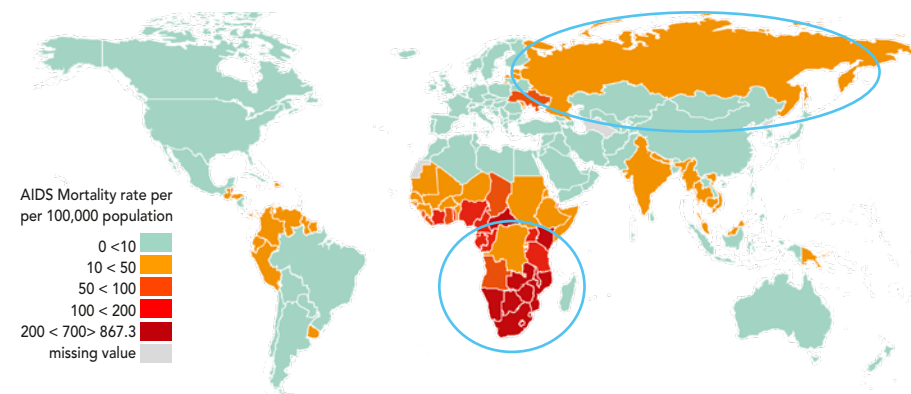 AIDS Mortality rate per
per 100,000 population
0 <10
10 < 50
50 < 100
100 < 200
200 < 700> 867.3
missing value